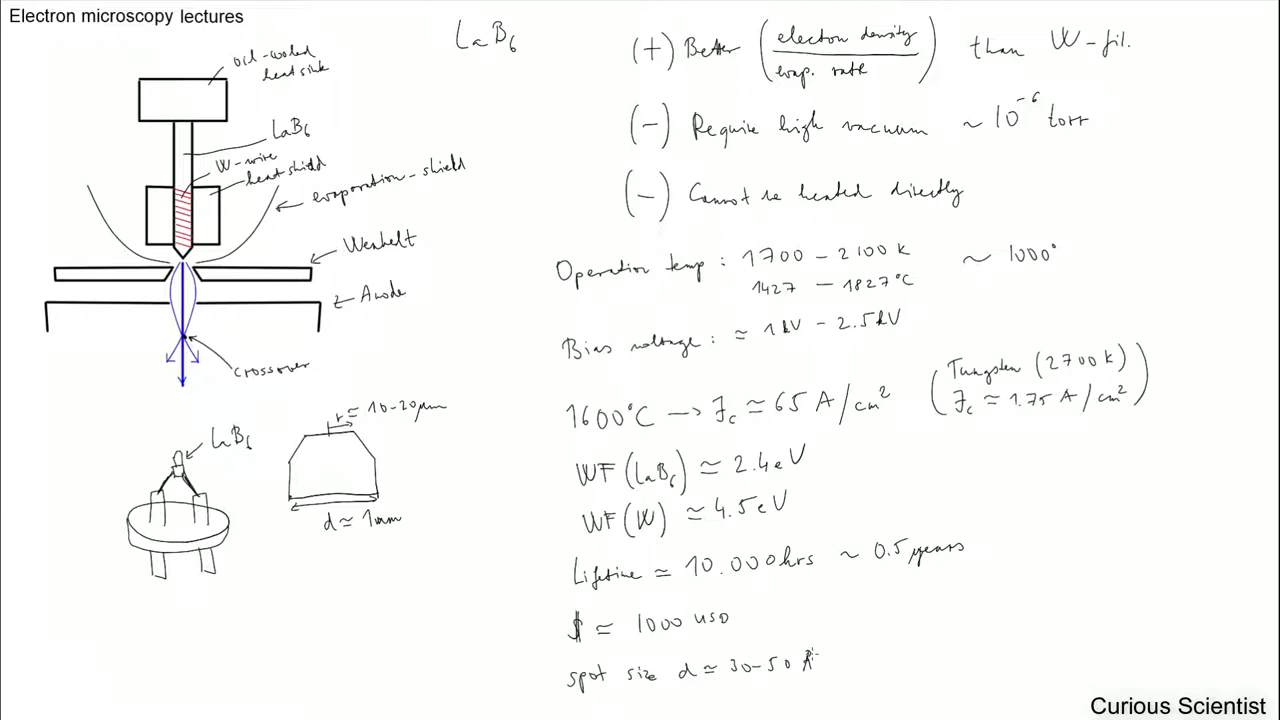 Electron microscopy lectures
LaB6
oil-cooled
heat sink
LaB6
W-wire
heat shield
evaporation-shield
Wenhelt
Anode
crossover
LaB6
r ≃ 10-20µm
d ≃ 1mm
(+) Better (electron density / evap. rate) than W-fil.
(-) Require high vacuum ~ 10^-6 torr
(-) Cannot be heated directly
Operation temp: 1700 - 2100 K ~ 1000°
1427 - 1827°C
Bias voltage: ≃ 1kV - 2.5kV
1600°C → Jc ≃ 65 A/cm²
(Tungsten (2700 K)
Jc ≃ 1.75 A/cm²)
WF(LaB6) ≃ 2.4eV
WF(W) ≃ 4.5eV
Lifetime ≃ 10.000hrs ~ 0.5 years
$ ≃ 1000 USD
spot size d ≃ 30-50
Curious Scientist